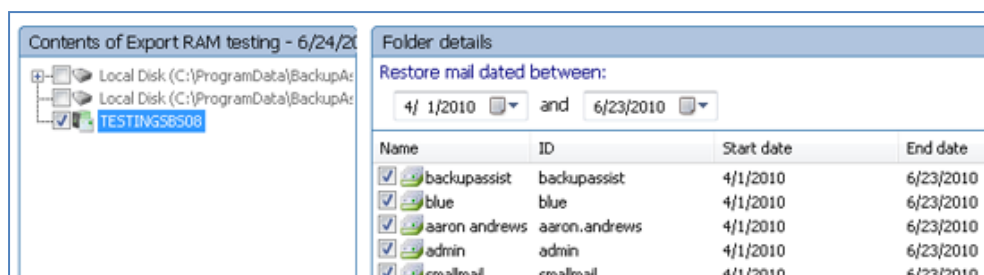 Contents of Export RAM testing - 6/24/20
Local Disk (C:\ProgramData\BackupAs
Local Disk (C:\ProgramData\BackupAs
TESTINGSBS08
Folder details
Restore mail dated between:
4/ 1/2010 and 6/23/2010
Name ID Start date End date
backupassist backupassist 4/1/2010 6/23/2010
blue blue 4/1/2010 6/23/2010
aaron andrews aaron.andrews 4/1/2010 6/23/2010
admin admin 4/1/2010 6/23/2010
smallmail smallmail 4/1/2010 6/23/2010